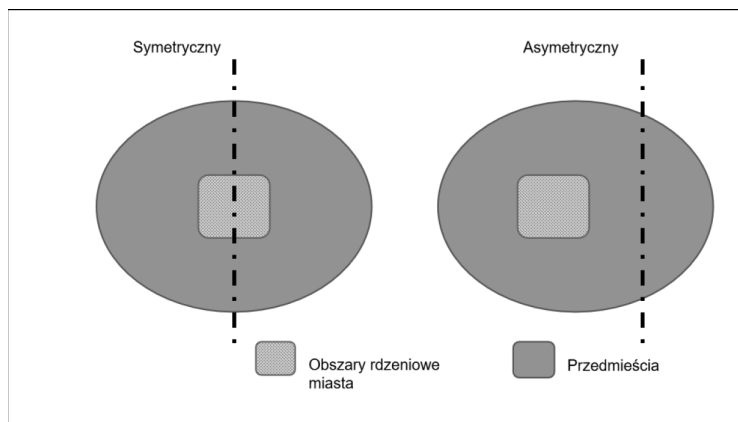 Symetryczny
Asymetryczny
Obszary rdzeniowe
miasta
Przedmieścia